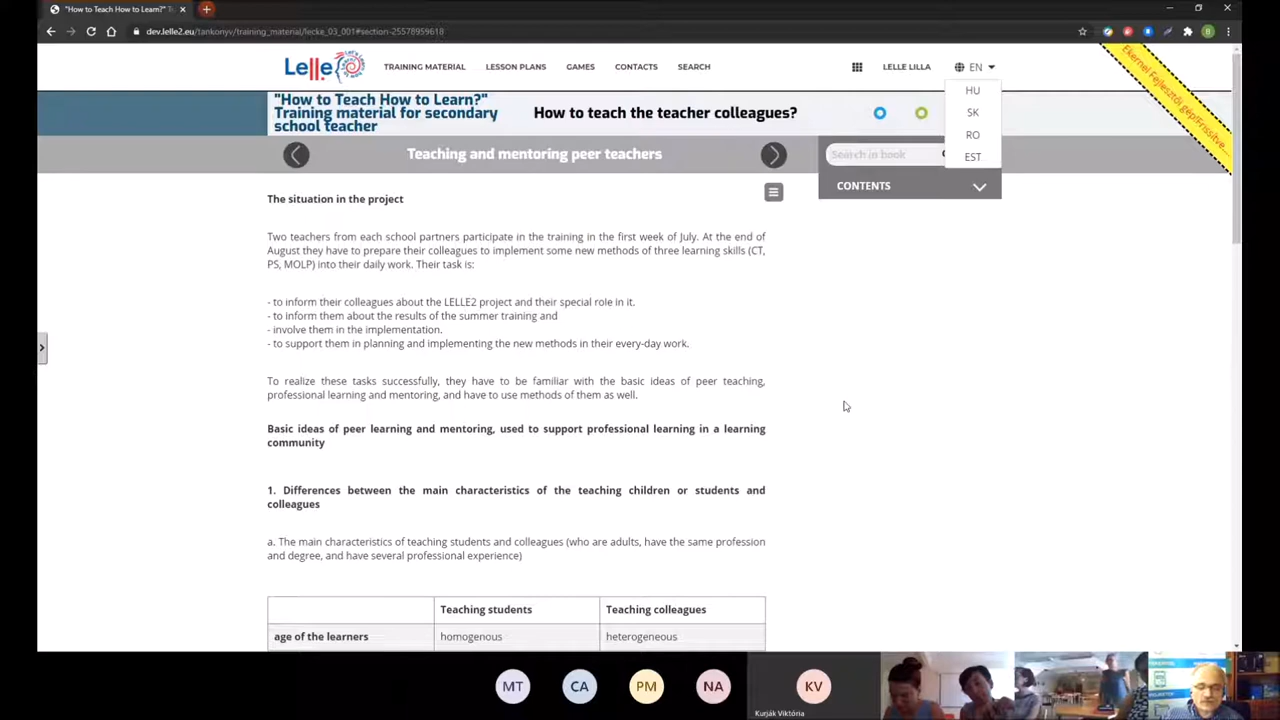 "How to Teach How to Learn?" T
dev.lelle2.eu/tankonyv/training_material/lecke_03_001#section-25578959618
B
Lelle
TRAINING MATERIAL
LESSON PLANS
GAMES
CONTACTS
SEARCH
LELLE LILLA
EN
HU
SK
RO
EST
"How to Teach How to Learn?"
Training material for secondary
school teacher
How to teach the teacher colleagues?
Teaching and mentoring peer teachers
Search in book
CONTENTS
The situation in the project
Two teachers from each school partners participate in the training in the first week of July. At the end of
August they have to prepare their colleagues to implement some new methods of three learning skills (CT,
PS, MOLP) into their daily work. Their task is:
- to inform their colleagues about the LELLE2 project and their special role in it.
- to inform them about the results of the summer training and
- involve them in the implementation.
- to support them in planning and implementing the new methods in their every-day work.
To realize these tasks successfully, they have to be familiar with the basic ideas of peer teaching,
professional learning and mentoring, and have to use methods of them as well.
Basic ideas of peer learning and mentoring, used to support professional learning in a learning
community
1. Differences between the main characteristics of the teaching children or students and
colleagues
a. The main characteristics of teaching students and colleagues (who are adults, have the same profession
and degree, and have several professional experience)
Teaching students
Teaching colleagues
age of the learners
homogenous
heterogeneous
MT
CA
PM
NA
KV
Kurják Viktória